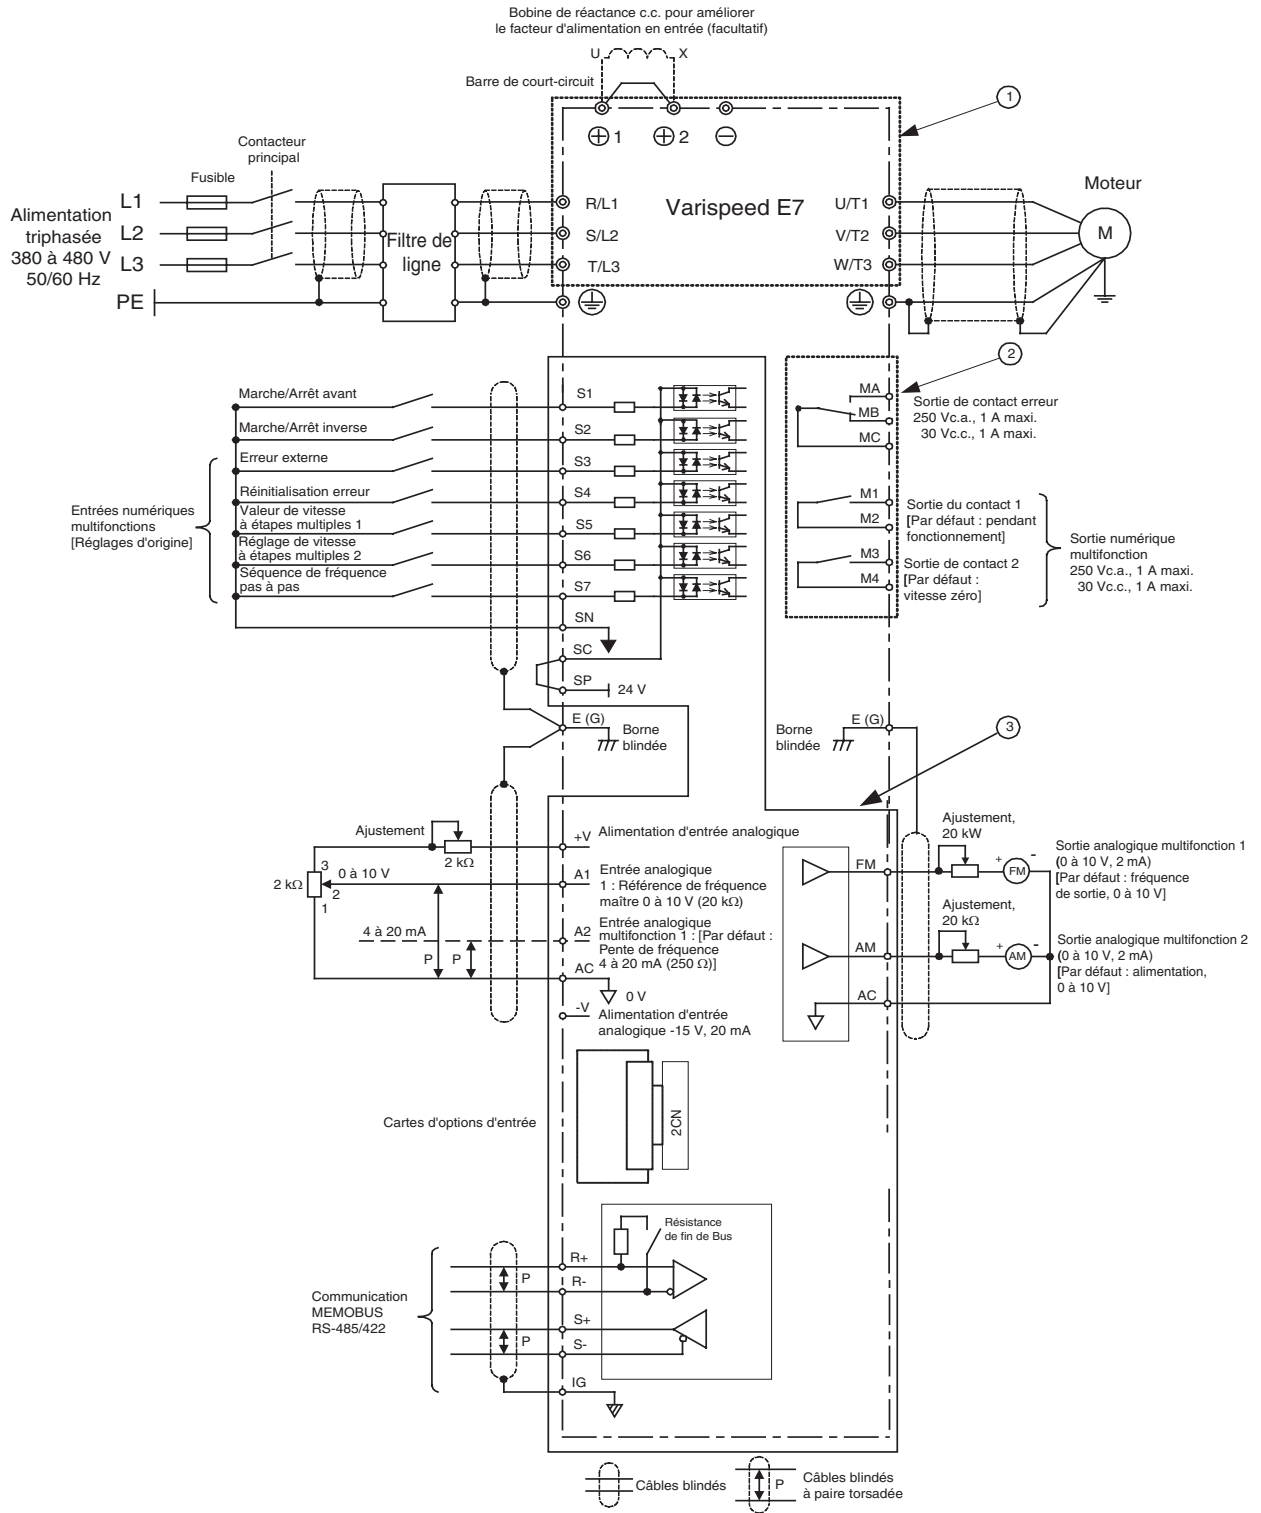 Bobine de réactance c.c. pour améliorer
le facteur d'alimentation en entrée (facultatif)
U
X
Barre de court-circuit
1
1
2
Contacteur
principal
Fusible
Moteur
L1
R/L1
Varispeed E7
U/T1
Alimentation
triphasée
380 à 480 V
50/60 Hz
L2
Filtre de
ligne
S/L2
V/T2
M
L3
T/L3
W/T3
PE
2
Marche/Arrêt avant
S1
MA
Sortie de contact erreur
250 Vc.a., 1 A maxi.
30 Vc.c., 1 A maxi.
MB
Marche/Arrêt inverse
S2
MC
Erreur externe
S3
Réinitialisation erreur
S4
M1
Sortie du contact 1
[Par défaut : pendant
fonctionnement]
Entrées numériques
multifonctions
[Réglages d'origine]
Valeur de vitesse
à étapes multiples 1
S5
M2
Sortie numérique
multifonction
250 Vc.a., 1 A maxi.
30 Vc.c., 1 A maxi.
Réglage de vitesse
à étapes multiples 2
S6
M3
Sortie de contact 2
[Par défaut :
vitesse zéro]
Séquence de fréquence
pas à pas
S7
M4
SN
SC
SP
24 V
E (G)
Borne
blindée
Borne
blindée
E (G)
3
Ajustement
2 kΩ
+V
Alimentation d'entrée analogique
Ajustement,
20 kW
3
2 kΩ
0 à 10 V
2
1
A1
Entrée analogique
1 : Référence de fréquence
maître 0 à 10 V (20 kΩ)
FM
+
FM
-
Sortie analogique multifonction 1
(0 à 10 V, 2 mA)
[Par défaut : fréquence
de sortie, 0 à 10 V]
4 à 20 mA
P
P
A2
Entrée analogique
multifonction 1 : [Par défaut :
Pente de fréquence
4 à 20 mA (250 Ω)]
Ajustement,
20 kΩ
AM
+
AM
-
Sortie analogique multifonction 2
(0 à 10 V, 2 mA)
[Par défaut : alimentation,
0 à 10 V]
AC
0 V
AC
-V
Alimentation d'entrée
analogique -15 V, 20 mA
Cartes d'options d'entrée
2CN
Résistance
de fin de Bus
R+
P
R-
Communication
MEMOBUS
RS-485/422
S+
P
S-
IG
Câbles blindés
P
Câbles blindés
à paire torsadée